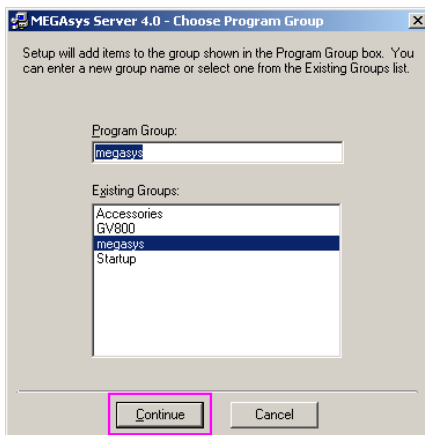 MEGAsys Server 4.0 - Choose Program Group
Setup will add items to the group shown in the Program Group box. You
can enter a new group name or select one from the Existing Groups list.
Program Group:
megasys
Existing Groups:
Accessories
GV800
megasys
Startup
Continue
Cancel